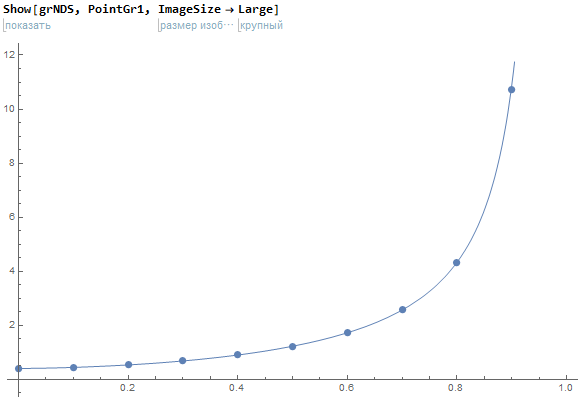 Show[grNDS, PointGr1, ImageSize → Large]
показать размер изоб⋯ крупный
12
10
8
6
4
2
0.2 0.4 0.6 0.8 1.0